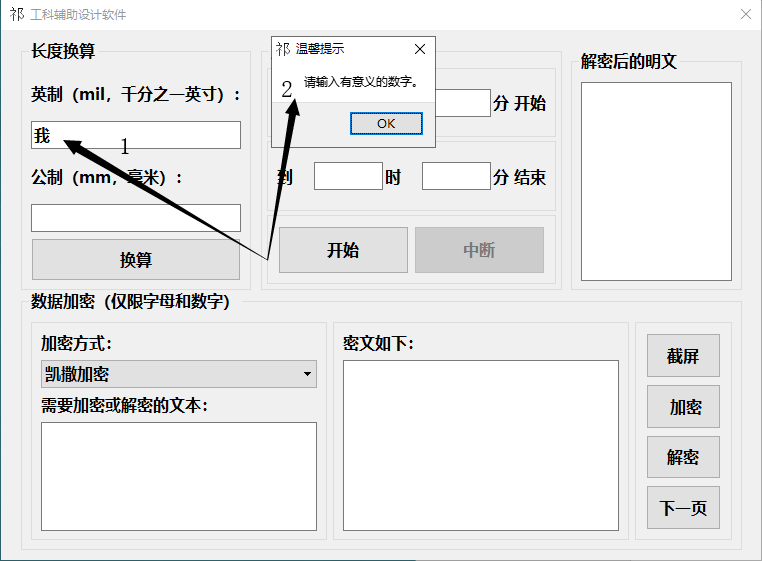 祁 工科辅助设计软件
长度换算
英制（mil，千分之一英寸）：
我
1
公制（mm，毫米）：
换算
祁 温馨提示
2 请输入有意义的数字。
OK
分 开始
到 时 分 结束
开始 中断
解密后的明文
数据加密（仅限字母和数字）
加密方式：
凯撒加密
需要加密或解密的文本：
密文如下：
截屏
加密
解密
下一页